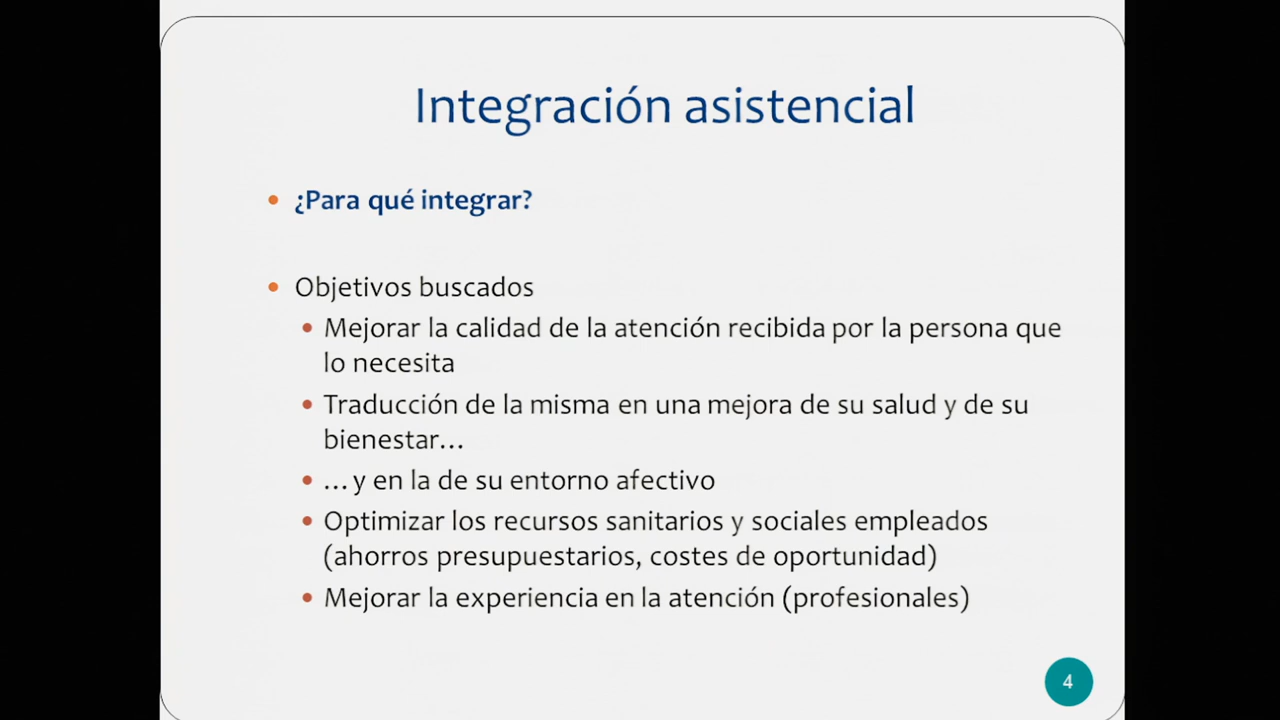 Integración asistencial
• ¿Para qué integrar?
• Objetivos buscados
• Mejorar la calidad de la atención recibida por la persona que
lo necesita
• Traducción de la misma en una mejora de su salud y de su
bienestar...
• ...y en la de su entorno afectivo
• Optimizar los recursos sanitarios y sociales empleados
(ahorros presupuestarios, costes de oportunidad)
• Mejorar la experiencia en la atención (profesionales)
4